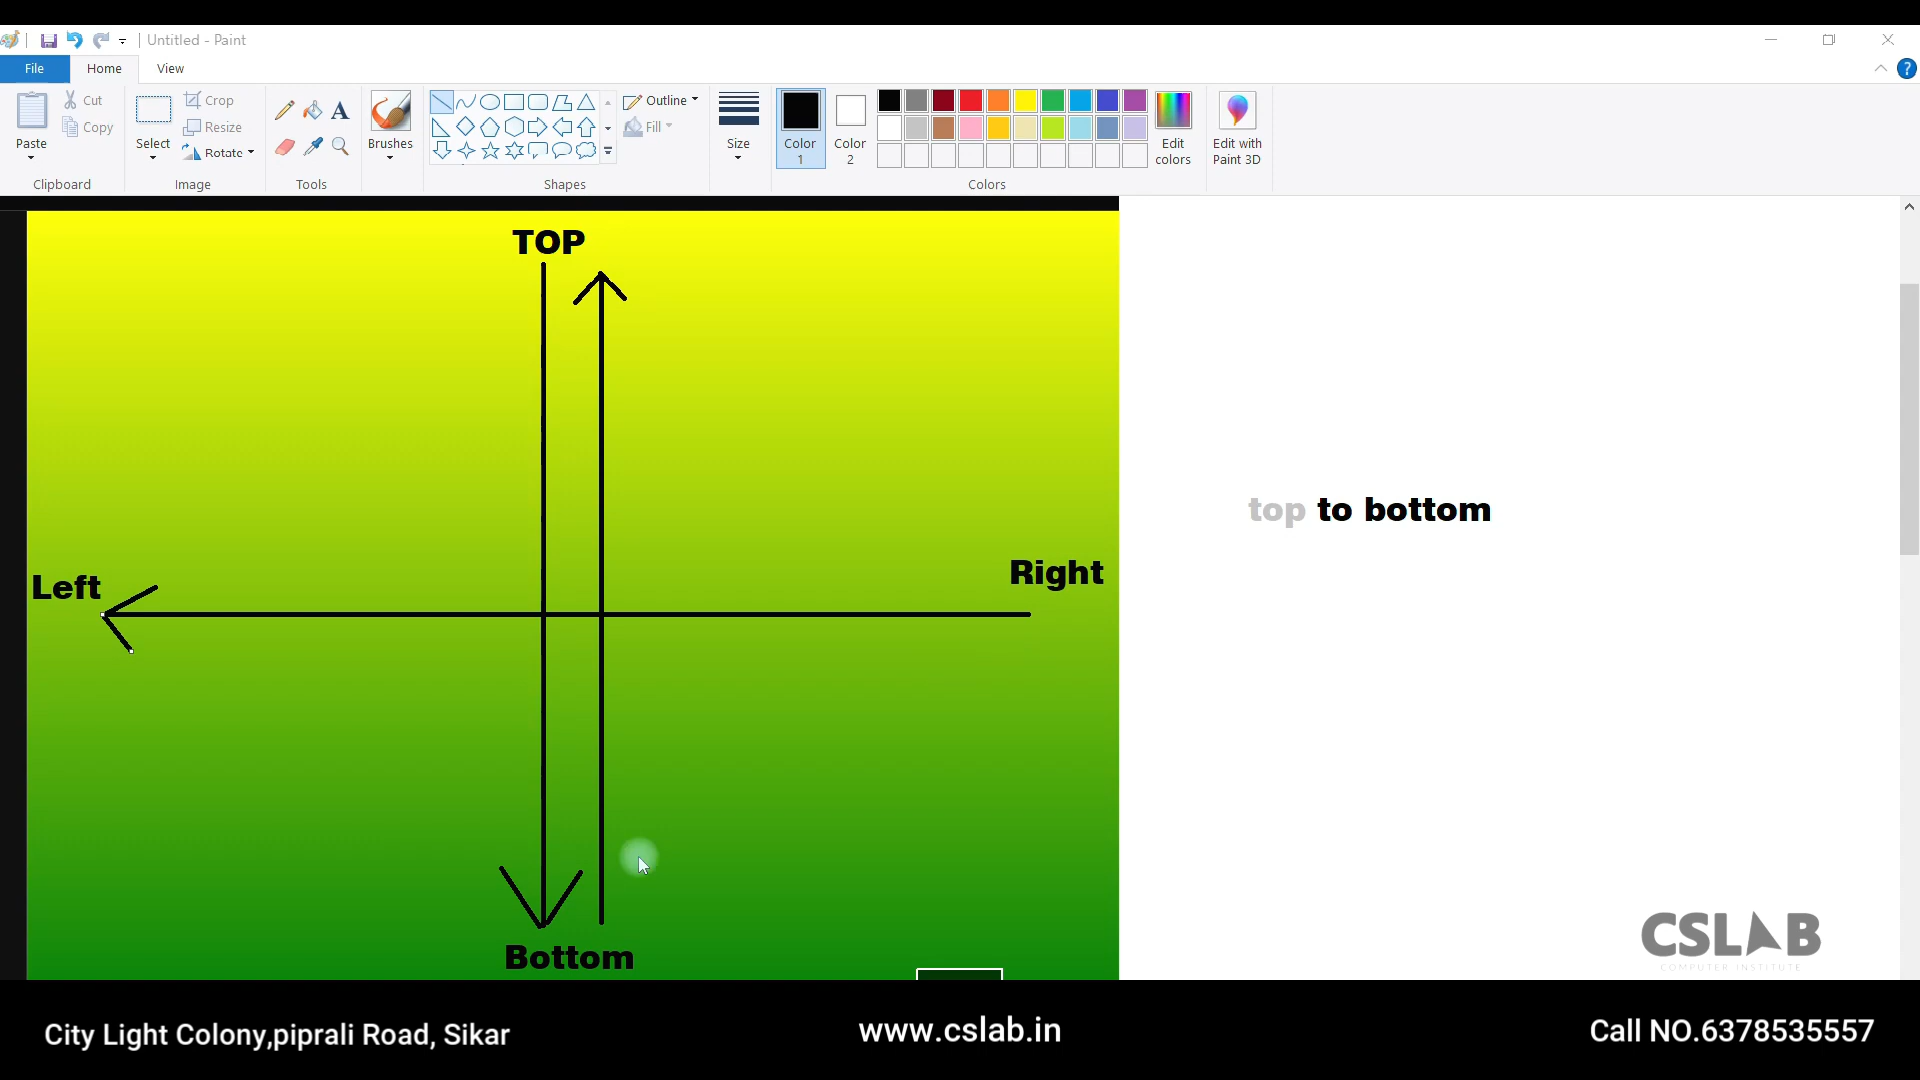 Untitled - Paint
File Home View
Paste
Cut
Copy
Clipboard
Select
Crop
Resize
Rotate
Image
Tools
Brushes
Shapes
Outline
Fill
Size
Color 1
Color 2
Edit colors
Colors
Edit with Paint 3D
TOP
Left
Right
Bottom
top to bottom
CSLAB
COMPUTER INSTITUTE
City Light Colony,piprali Road, Sikar
www.cslab.in
Call NO.6378535557